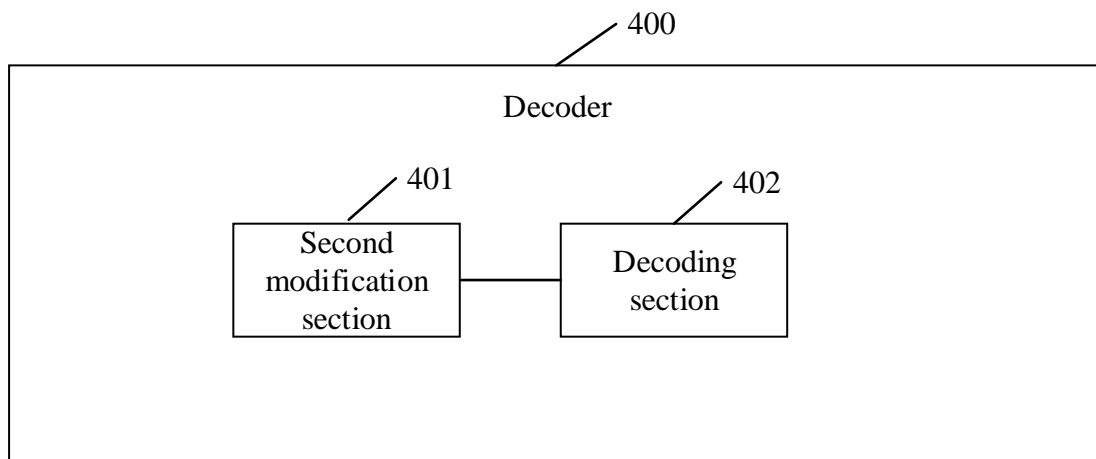 400
Decoder
401
402
Second
modification
section
Decoding
section